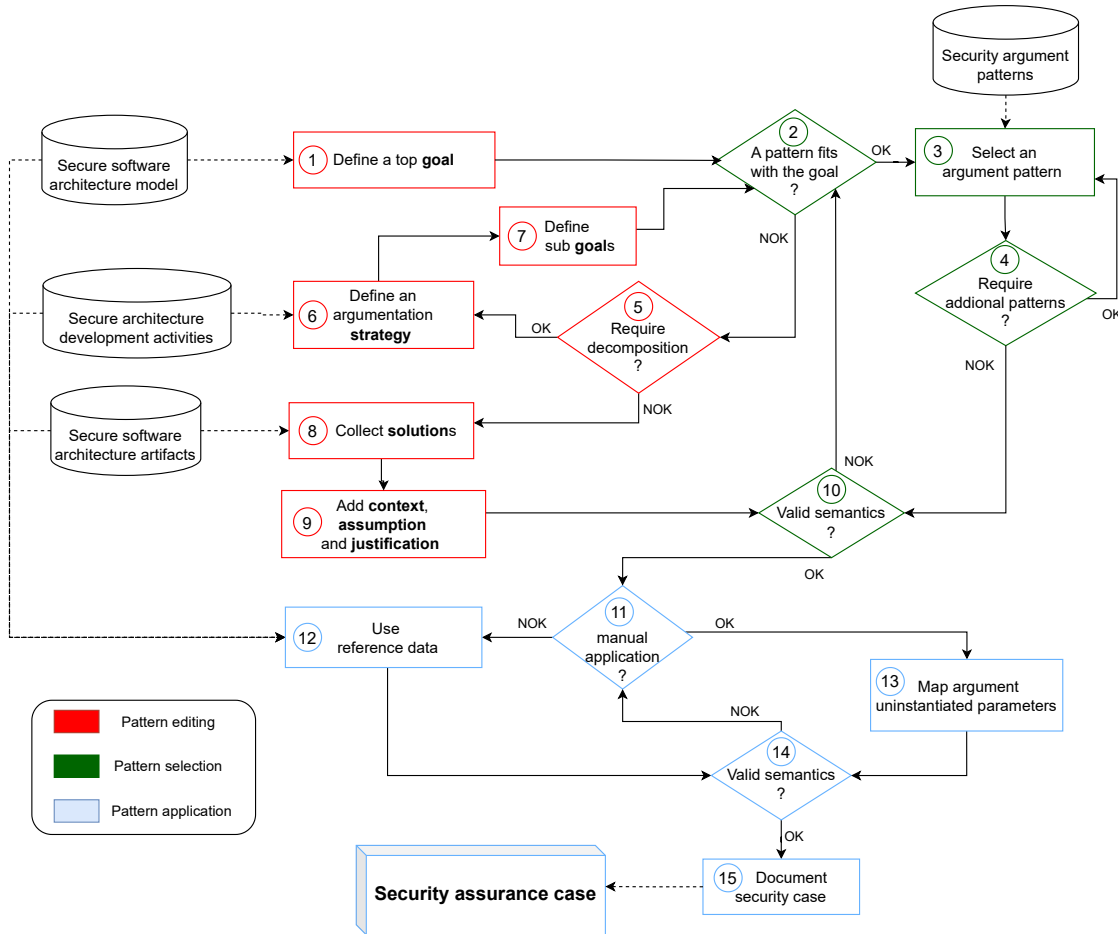 Security argument
patterns
Secure software
architecture model
1
Define a top goal
2
A pattern fits
with the goal
?
OK
3
Select an
argument pattern
7
Define
sub goals
NOK
4
Require
addional patterns
?
OK
Secure architecture
development activities
6
Define an
argumentation
strategy
OK
5
Require
decomposition
?
NOK
NOK
Secure software
architecture artifacts
8
Collect solutions
NOK
9
Add context,
assumption
and justification
10
Valid semantics
?
OK
12
Use
reference data
NOK
11
manual
application
?
OK
13
Map argument
uninstantiated parameters
NOK
14
Valid semantics
?
OK
Pattern editing
Pattern selection
Pattern application
Security assurance case
15
Document
security case